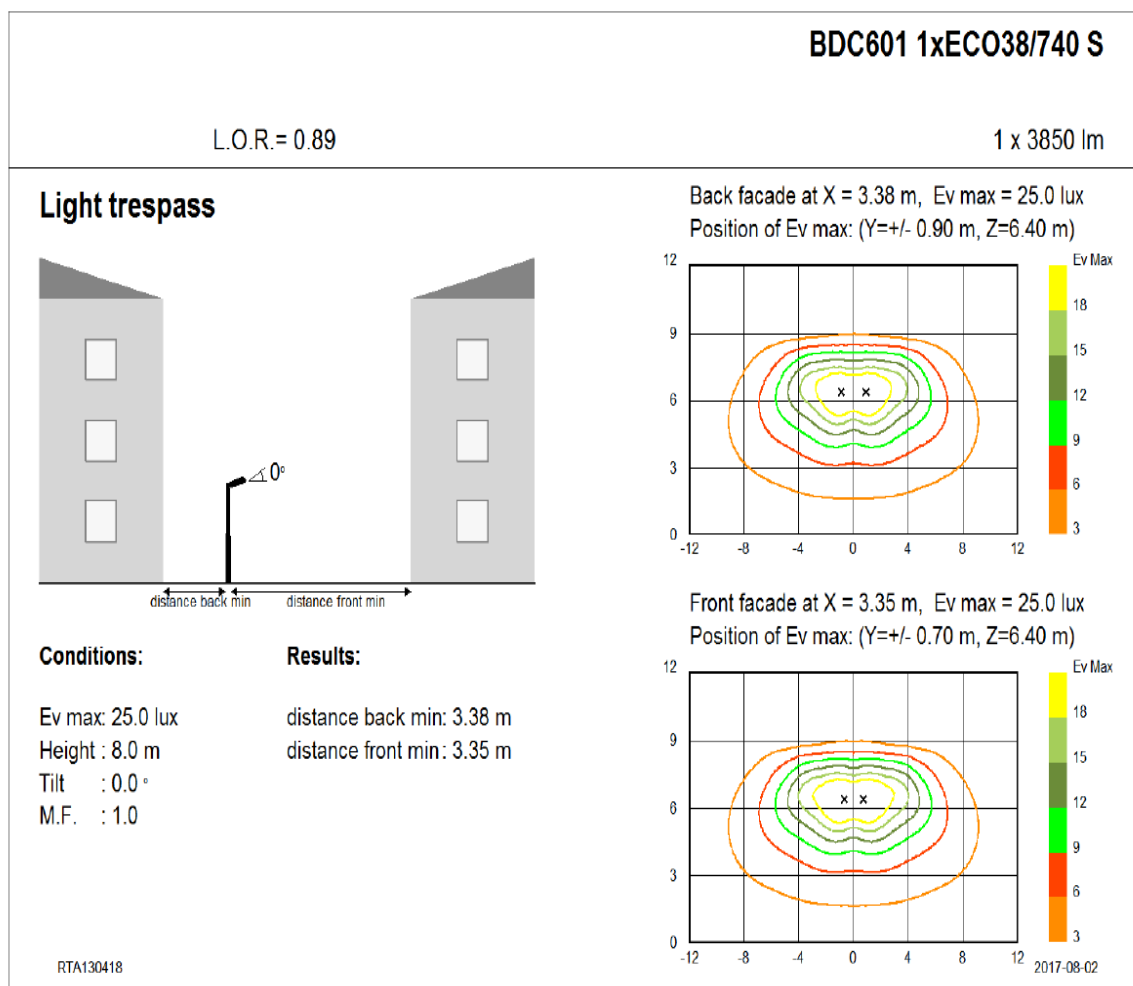 BDC601 1xECO38/740 S
L.O.R.= 0.89
1 x 3850 lm
Light trespass
0°
distance back min
distance front min
Conditions:
Results:
Ev max: 25.0 lux
Height : 8.0 m
Tilt : 0.0 °
M.F. : 1.0
distance back min: 3.38 m
distance front min : 3.35 m
Back facade at X = 3.38 m, Ev max = 25.0 lux
Position of Ev max: (Y=+/- 0.90 m, Z=6.40 m)
12
9
6
3
0
-12 -8 -4 0 4 8 12
Ev Max
18
15
12
9
6
3
Front facade at X = 3.35 m, Ev max = 25.0 lux
Position of Ev max: (Y=+/- 0.70 m, Z=6.40 m)
12
9
6
3
0
-12 -8 -4 0 4 8 12
Ev Max
18
15
12
9
6
3
RTA130418
2017-08-02